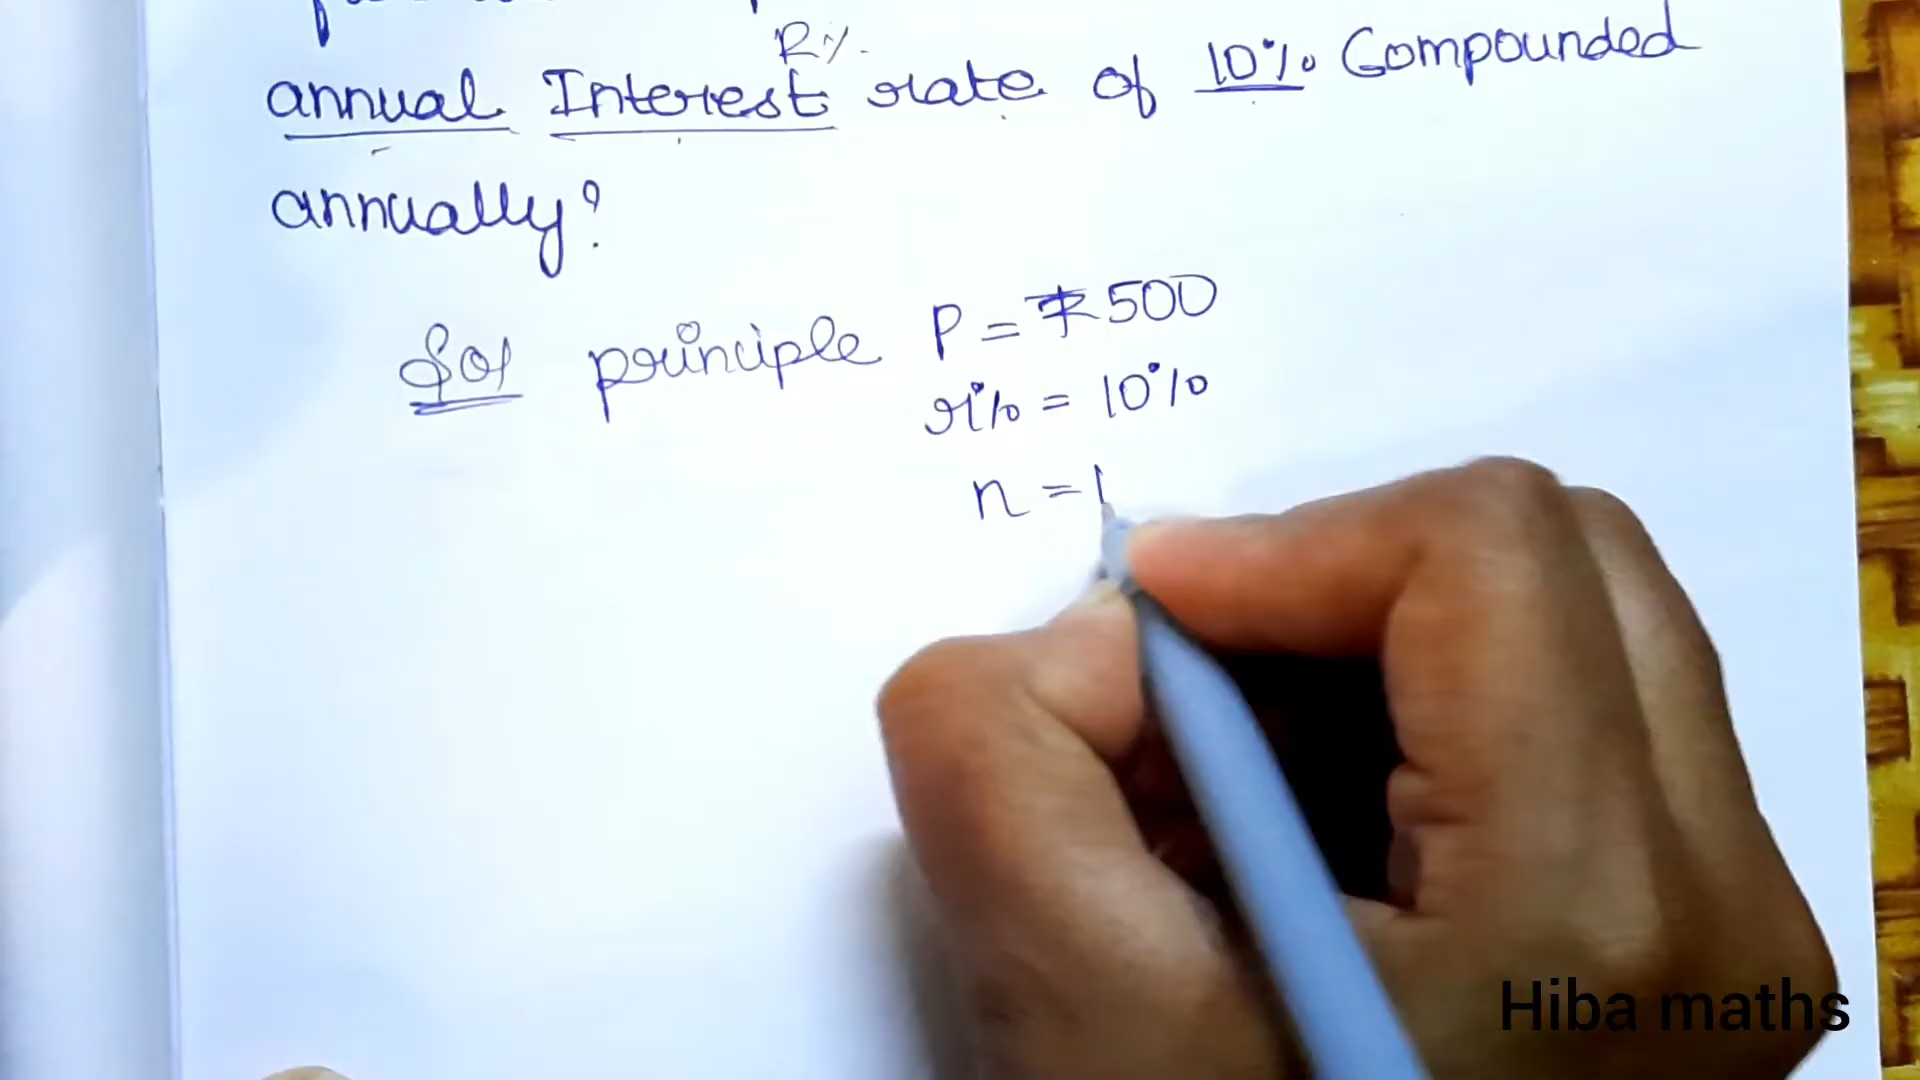 R%.
annual Interest rate of 10% Compounded
annually?
Sol principle P = ₹500
r% = 10%
n = 1
Hiba maths